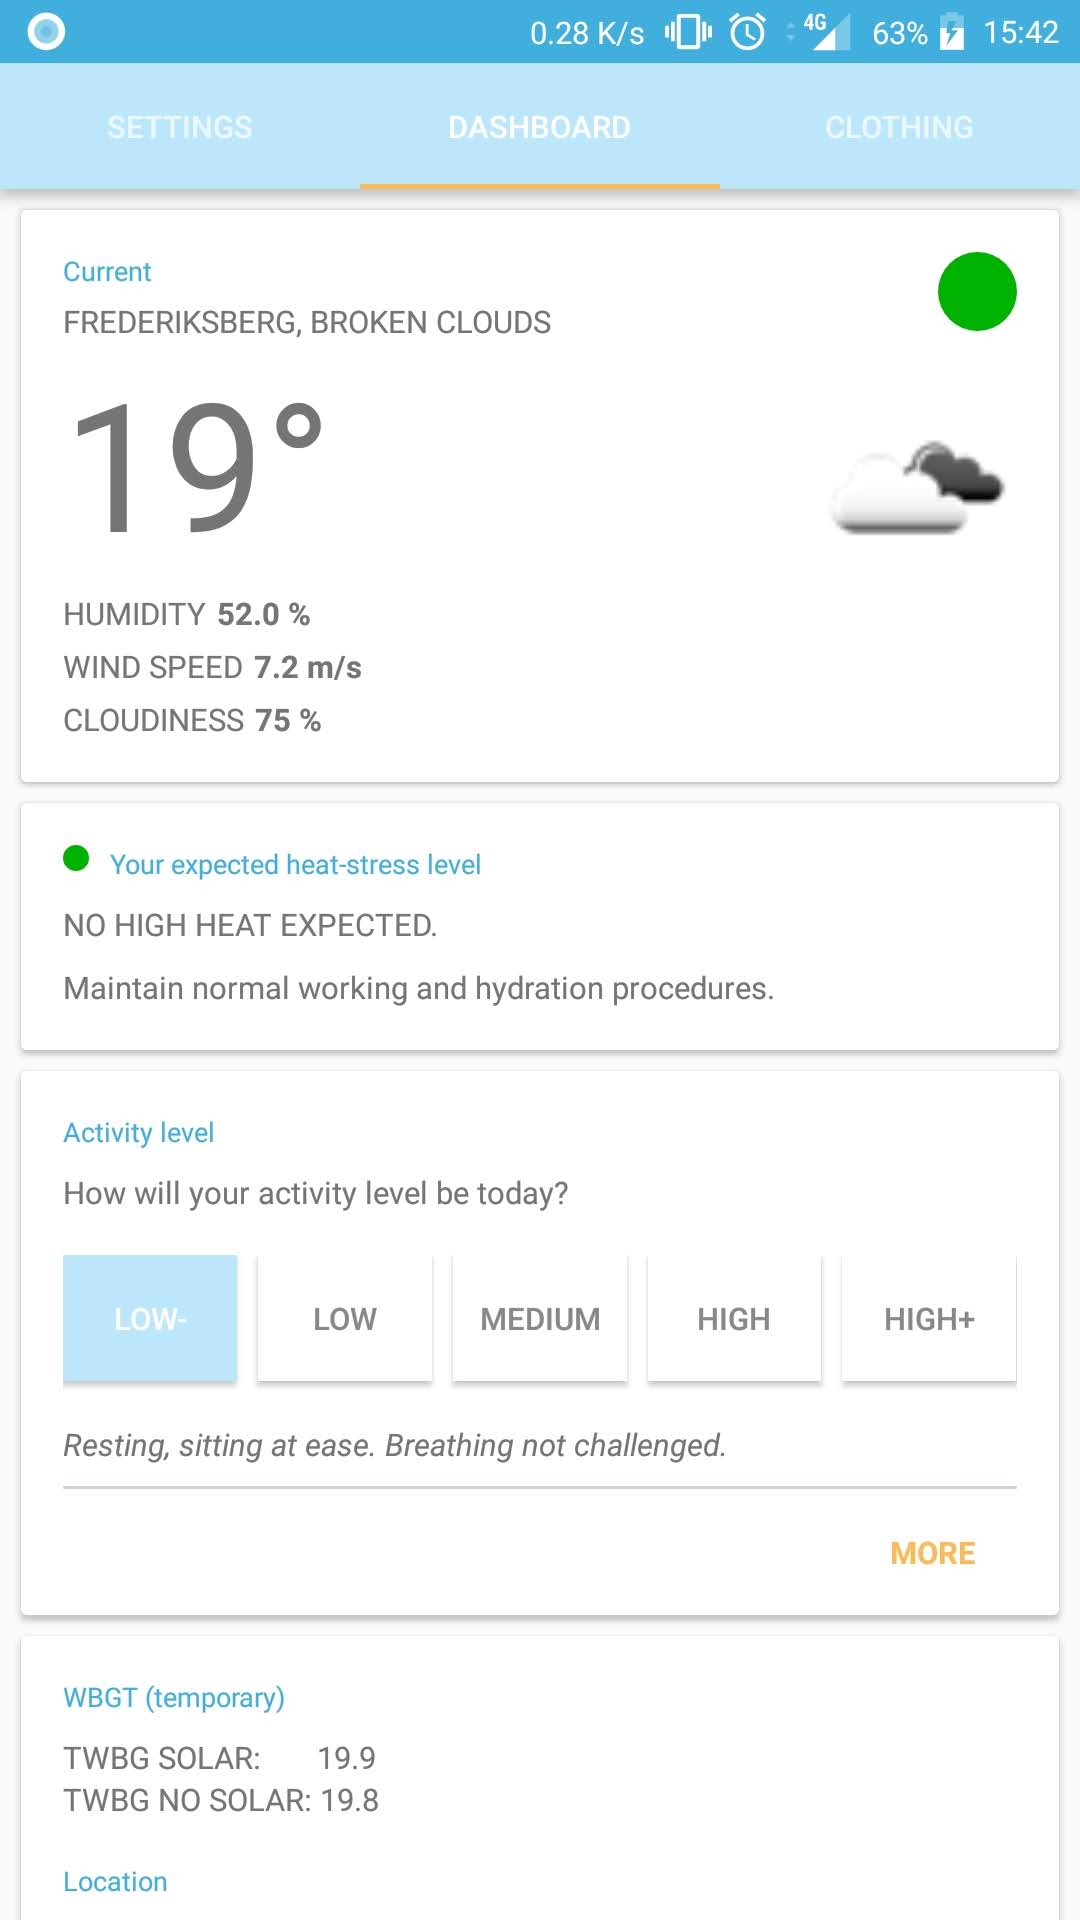 0.28 K/s 4G 63% 15:42
SETTINGS DASHBOARD CLOTHING
Current
FREDERIKSBERG, BROKEN CLOUDS
19°
HUMIDITY 52.0 %
WIND SPEED 7.2 m/s
CLOUDINESS 75 %
Your expected heat-stress level
NO HIGH HEAT EXPECTED.
Maintain normal working and hydration procedures.
Activity level
How will your activity level be today?
LOW- LOW MEDIUM HIGH HIGH+
Resting, sitting at ease. Breathing not challenged.
MORE
WBGT (temporary)
TWBG SOLAR: 19.9
TWBG NO SOLAR: 19.8
Location